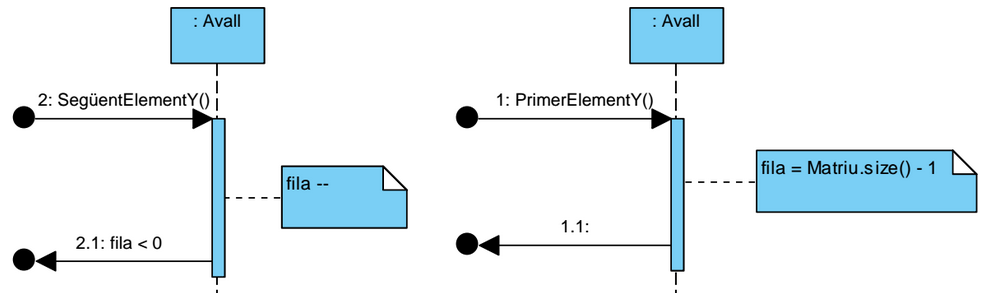 : Avall
2: SegüentElementY()
fila --
2.1: fila < 0
: Avall
1: PrimerElementY()
fila = Matriu.size() - 1
1.1: